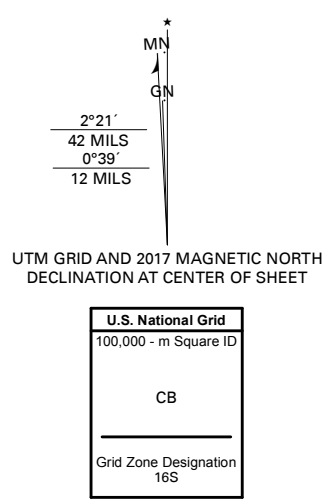 MN
GN
2°21´
42 MILS
0°39´
12 MILS
UTM GRID AND 2017 MAGNETIC NORTH
DECLINATION AT CENTER OF SHEET
U.S. National Grid
100,000 - m Square ID
CB
Grid Zone Designation
16S